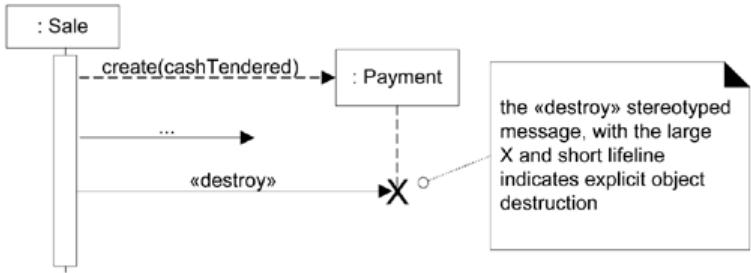 : Sale
create(cashTendered)
: Payment
...
«destroy»
X
the «destroy» stereotyped
message, with the large
X and short lifeline
indicates explicit object
destruction